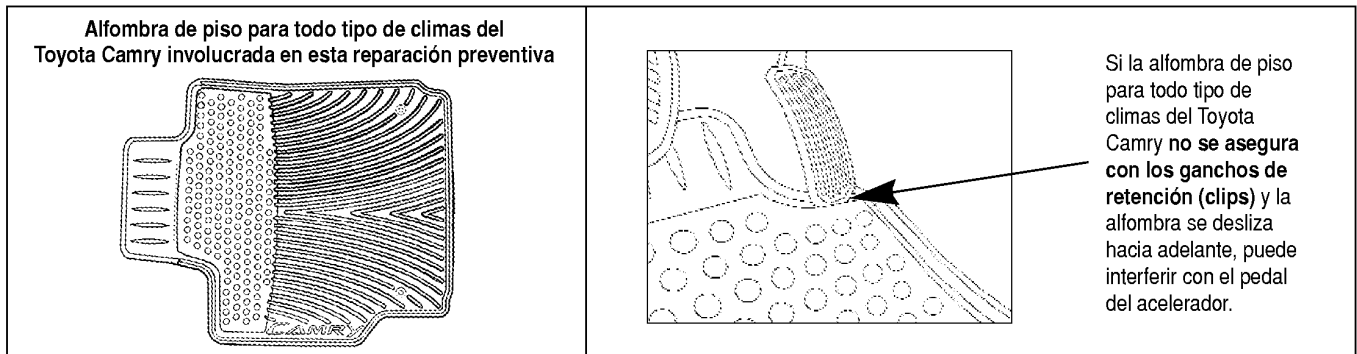 Alfombra de piso para todo tipo de climas del
Toyota Camry involucrada en esta reparación preventiva
CAMRY
Si la alfombra de piso
para todo tipo de
climas del Toyota
Camry no se asegura
con los ganchos de
retención (clips) y la
alfombra se desliza
hacia adelante, puede
interferir con el pedal
del acelerador.